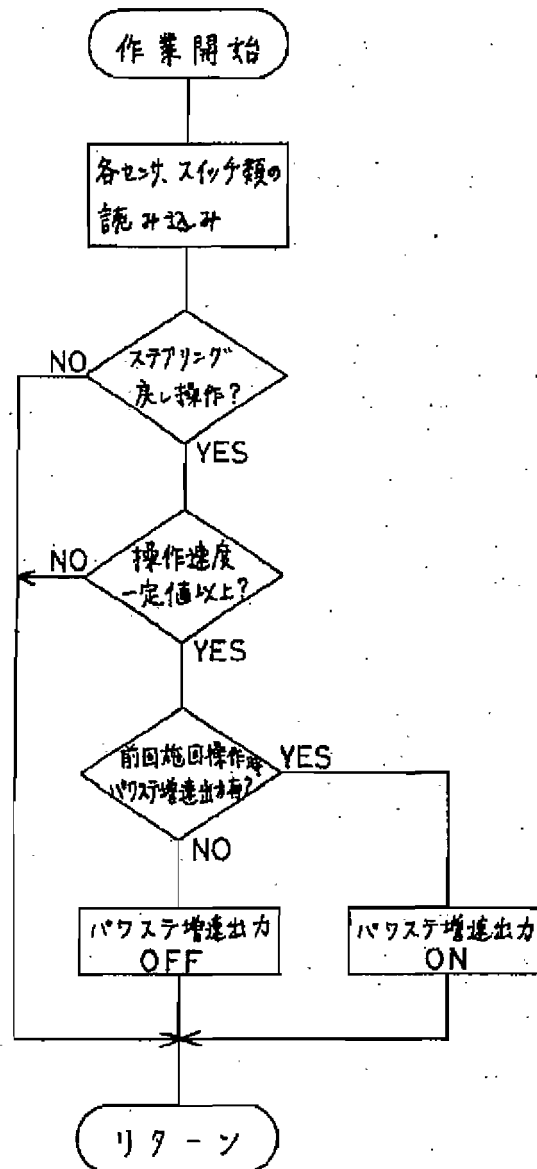 作業開始
各センサ、スイッチ類の
読み込み
ステアリング
戻し操作?
NO
YES
操作速度
一定値以上?
NO
YES
前回旋回操作時
パワステ増速出力有?
YES
NO
パワステ増速出力
OFF
パワステ増速出力
ON
リターン